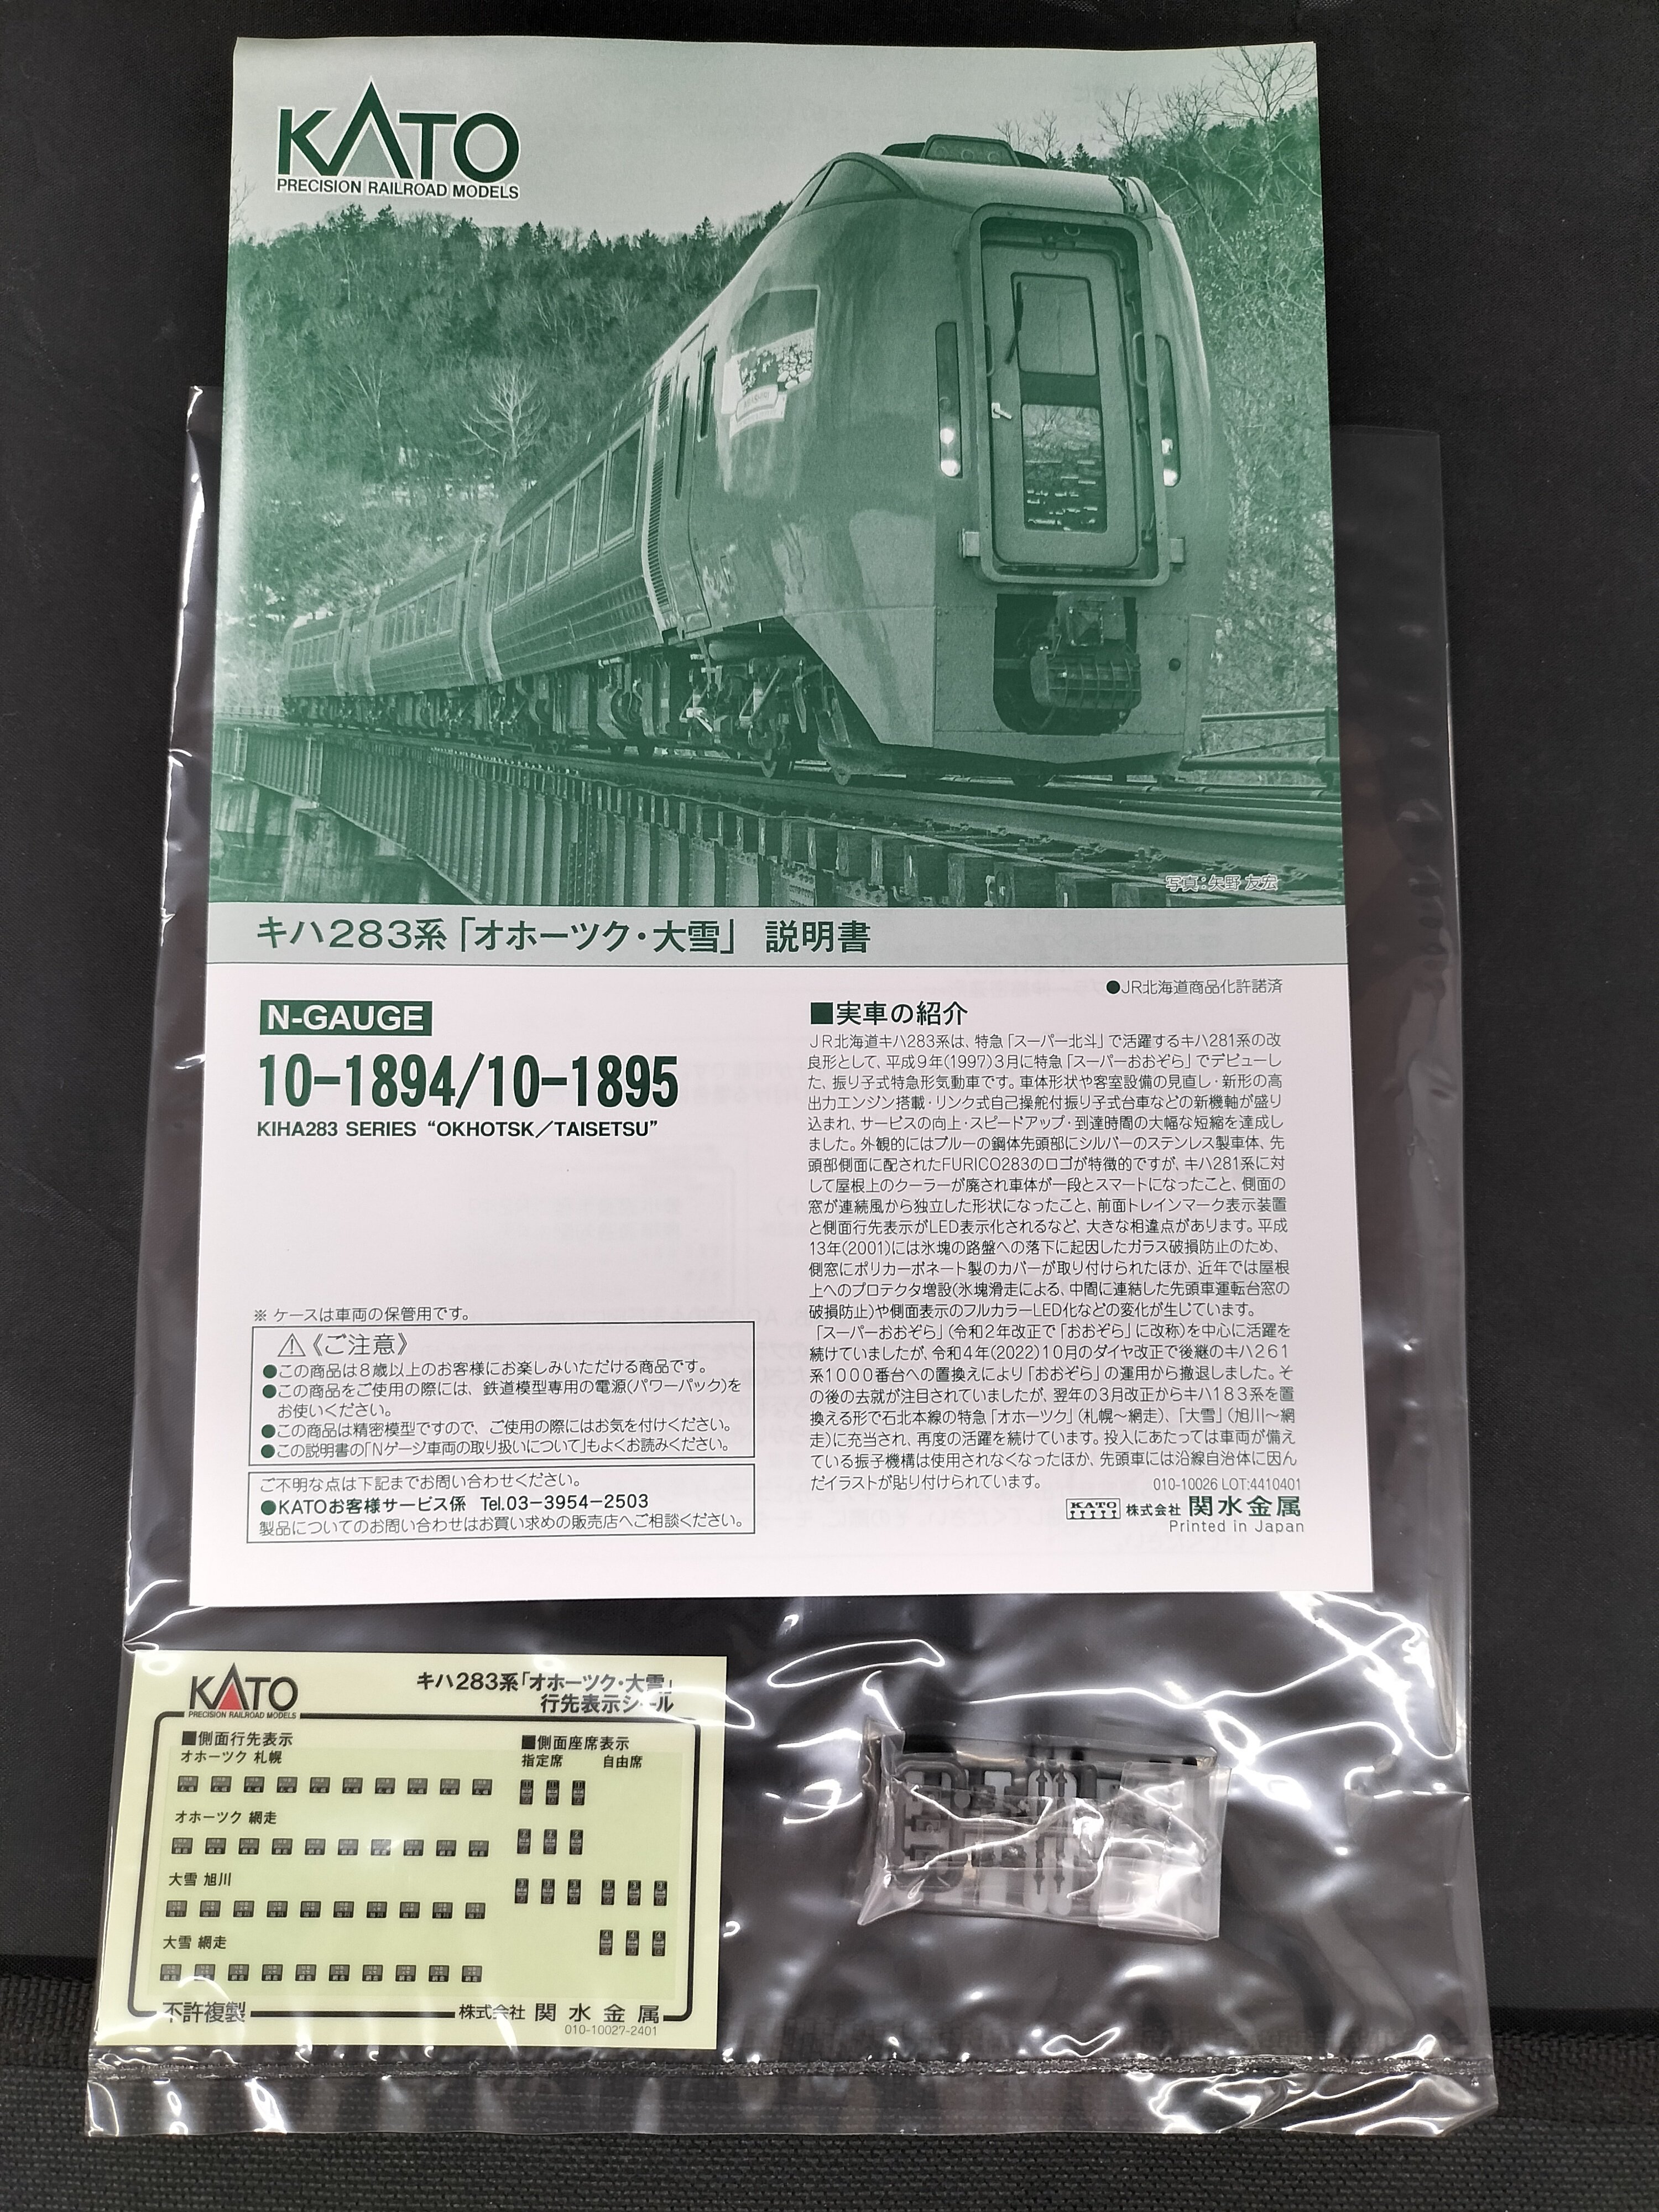 KATO
PRECISION RAILROAD MODELS
写真：矢野 友宏
キハ283系「オホーツク・大雪」 説明書
●JR北海道商品化許諾済
N-GAUGE
10-1894/10-1895
KIHA283 SERIES “OKHOTSK／TAISETSU”
※ ケースは車両の保管用です。
⚠《ご注意》
●この商品は8歳以上のお客様にお楽しみいただける商品です。
●この商品をご使用の際には、鉄道模型専用の電源(パワーパック)を
お使いください。
●この商品は精密模型ですので、ご使用の際にはお気を付けください。
●この説明書の「Nゲージ車両の取り扱いについて」もよくお読みください。
ご不明な点は下記までお問い合わせください。
●KATOお客様サービス係 Tel.03−3954−2503
製品についてのお問い合わせはお買い求めの販売店へご相談ください。
■実車の紹介
JR北海道キハ283系は、特急「スーパー北斗」で活躍するキハ281系の改
良形として、平成9年(1997)3月に特急「スーパーおおぞら」でデビューし
た、振り子式特急形気動車です。車体形状や客室設備の見直し・新形の高
出力エンジン搭載・リンク式自己操舵付振り子式台車などの新機軸が盛り
込まれ、サービスの向上・スピードアップ・到達時間の大幅な短縮を達成し
ました。外観的にはブルーの鋼体先頭部にシルバーのステンレス製車体、先
頭部側面に配されたFURICO283のロゴが特徴的ですが、キハ281系に対
して屋根上のクーラーが廃され車体が一段とスマートになったこと、側面の
窓が連続風から独立した形状になったこと、前面トレインマーク表示装置
と側面行先表示がLED表示化されるなど、大きな相違点があります。平成
13年(2001)には氷塊の路盤への落下に起因したガラス破損防止のため、
側窓にポリカーボネート製のカバーが取り付けられたほか、近年では屋根
上へのプロテクタ増設(氷塊滑走による、中間に連結した先頭車運転台窓の
破損防止)や側面表示のフルカラーLED化などの変化が生じています。
「スーパーおおぞら」(令和2年改正で「おおぞら」に改称)を中心に活躍を
続けていましたが、令和4年(2022)10月のダイヤ改正で後継のキハ261
系1000番台への置換えにより「おおぞら」の運用から撤退しました。そ
の後の去就が注目されていましたが、翌年の3月改正からキハ183系を置
換える形で石北本線の特急「オホーツク」(札幌～網走)、「大雪」(旭川～網
走)に充当され、再度の活躍を続けています。投入にあたっては車両が備え
ている振子機構は使用されなくなったほか、先頭車には沿線自治体に因ん
だイラストが貼り付けられています。
010-10026 LOT:4410401
KATO 株式会社 関水金属
Printed in Japan
KATO
PRECISION RAILROAD MODELS
キハ283系「オホーツク・大雪」
行先表示シール
■側面行先表示
オホーツク 札幌
オホーツク 網走
大雪 旭川
大雪 網走
■側面座席表示
指定席 自由席
不許複製
株式会社 関水金属
010-10027-2401